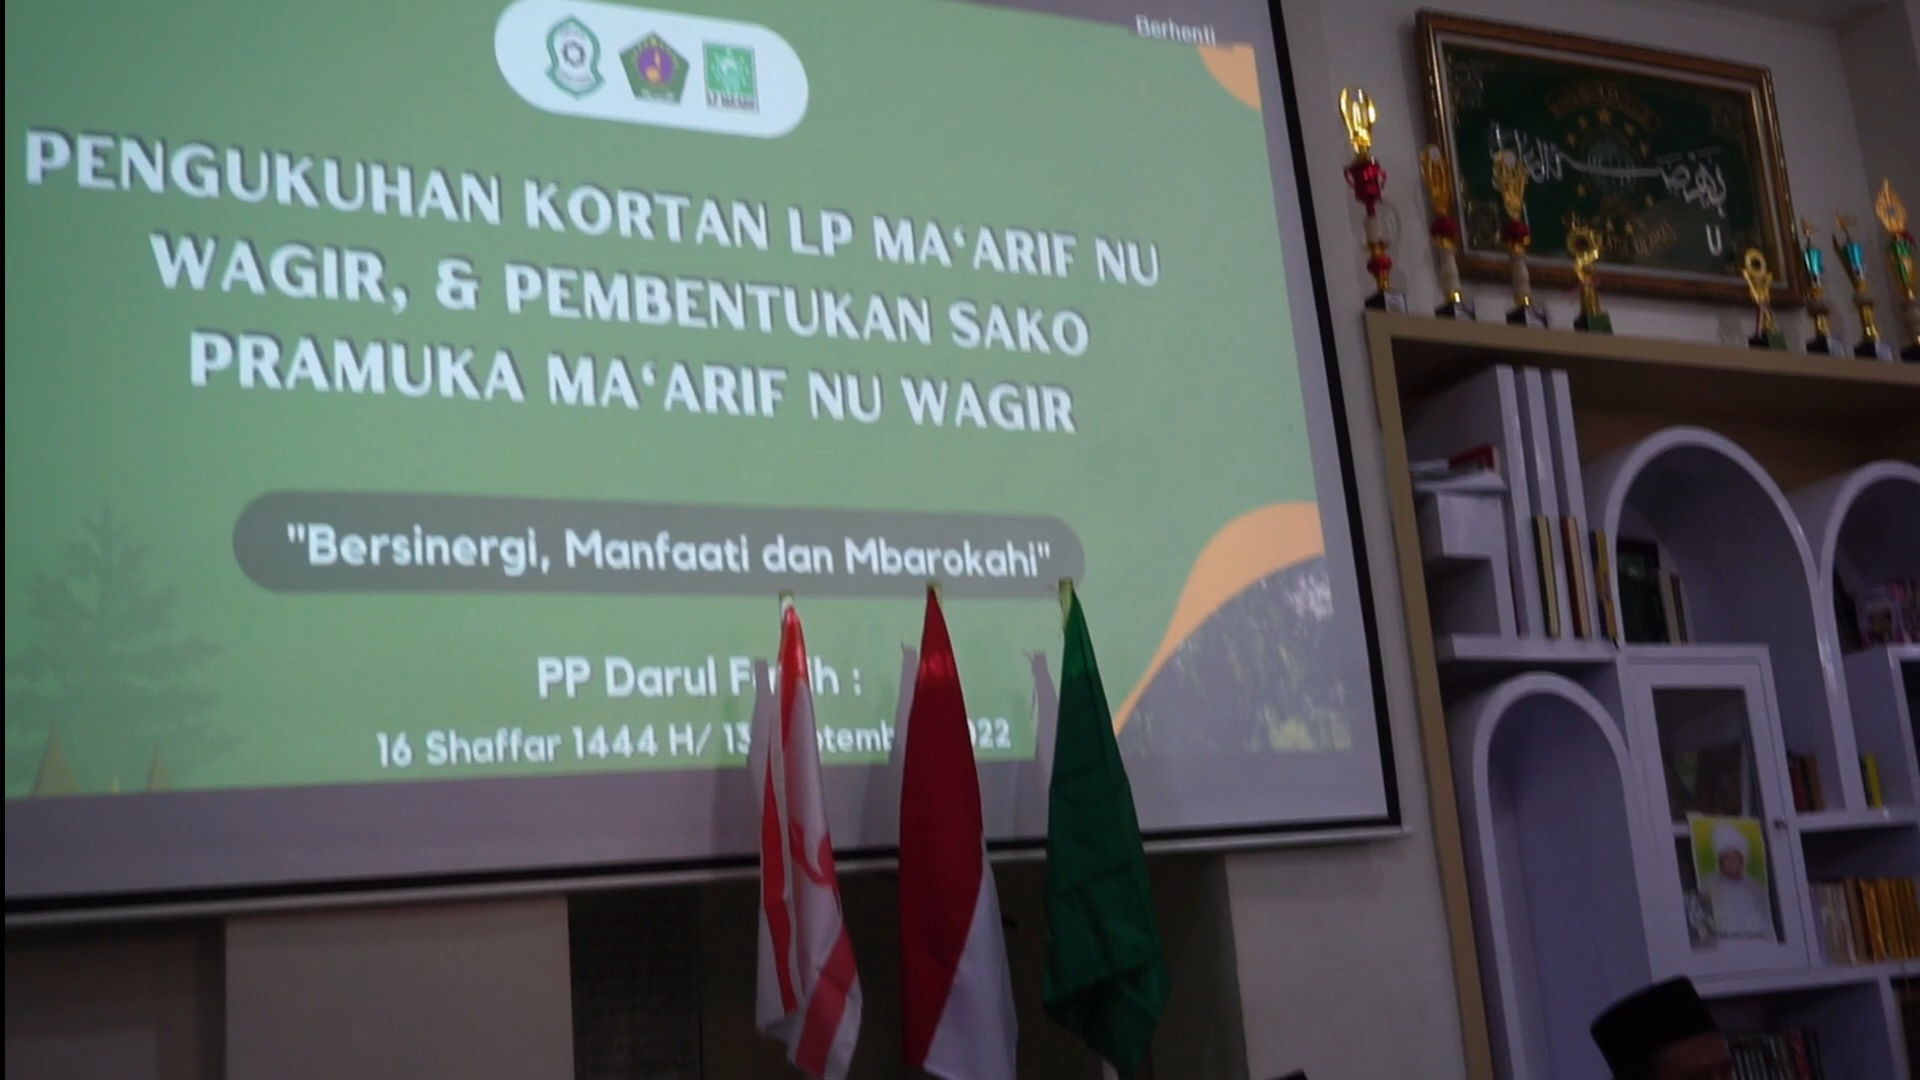 Berhenti
PENGUKUHAN KORTAN LP MA‘ARIF NU
WAGIR, & PEMBENTUKAN SAKO
PRAMUKA MA‘ARIF NU WAGIR
"Bersinergi, Manfaati dan Mbarokahi"
PP Darul
16 Shaffar 1444 H/